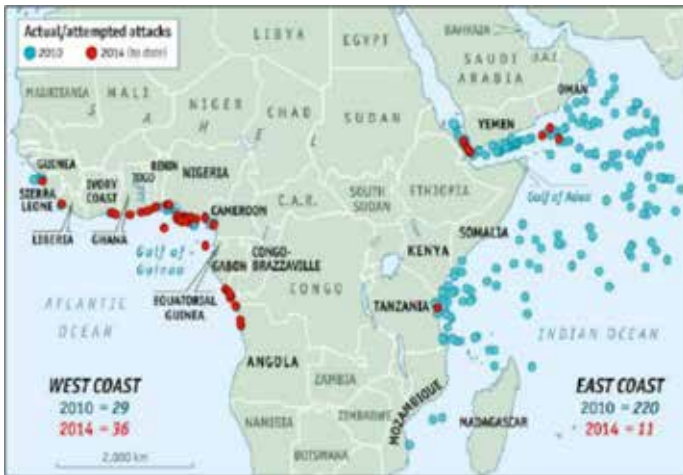 Actual/attempted attacks
2010
2014 (to date)
LIBYA
EGYPT
BAHRAIN
SAUDI
ARABIA
U.A.E.
OMAN
MAURITANIA
MALI
NIGER
CHAD
SUDAN
YEMEN
S A H E L
GUINEA
SIERRA
LEONE
IVORY
COAST
TOGO
BENIN
NIGERIA
C.A.R.
SOUTH
SUDAN
ETHIOPIA
Gulf of Aden
LIBERIA
GHANA
CAMEROON
SOMALIA
Gulf of
Guinea
GABON
CONGO-
BRAZZAVILLE
KENYA
EQUATORIAL
GUINEA
CONGO
TANZANIA
ATLANTIC
OCEAN
INDIAN OCEAN
ANGOLA
ZAMBIA
WEST COAST
2010 = 29
2014 = 36
EAST COAST
2010 = 220
2014 = 11
MOZAMBIQUE
MADAGASCAR
NAMIBIA
ZIMBABWE
BOTSWANA
2,000 km